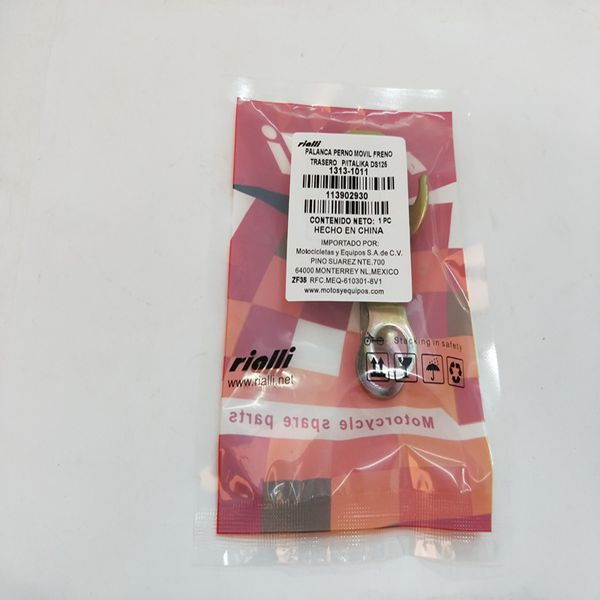 rialli
PALANCA PERNO MOVIL FRENO
TRASERO P/ITALIKA DS125
1313-1011
113902930
CONTENIDO NETO: 1 PC
HECHO EN CHINA
IMPORTADO POR:
Motocicletas y Equipos S.A.de C.V.
PINO SUAREZ NTE,700
64000 MONTERREY NL,MEXICO
ZF35 RFC.MEQ-610301-8V1
www.motosyequipos.com
Stacking in safety
rialli
www.rialli.net
Motorcycle spare parts